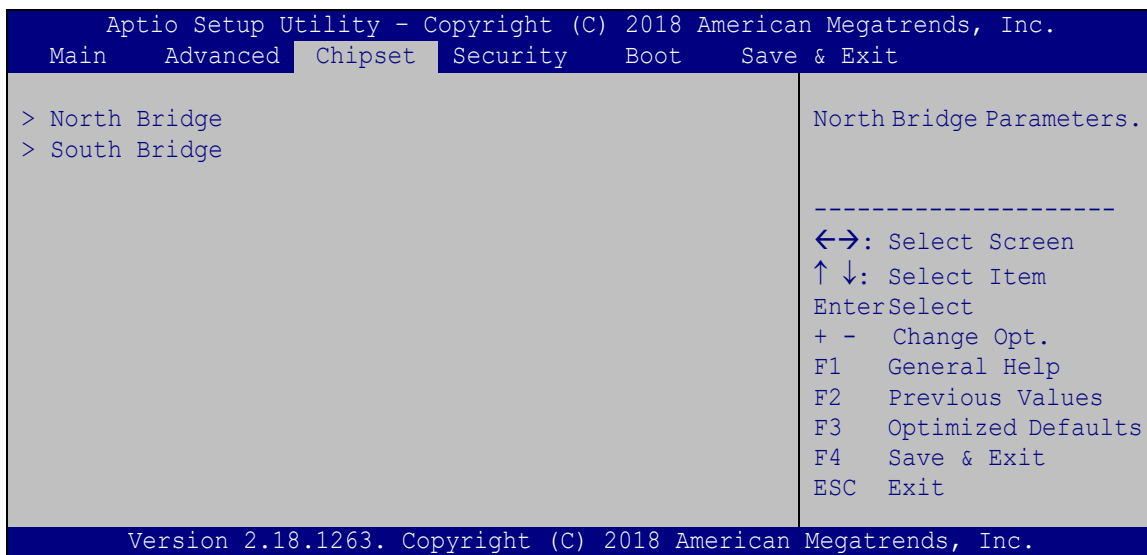 Aptio Setup Utility – Copyright (C) 2018 American Megatrends, Inc.
Main Advanced Chipset Security Boot Save & Exit
> North Bridge
> South Bridge
North Bridge Parameters.
---------------------
←→: Select Screen
↑ ↓: Select Item
EnterSelect
+ - Change Opt.
F1 General Help
F2 Previous Values
F3 Optimized Defaults
F4 Save & Exit
ESC Exit
Version 2.18.1263. Copyright (C) 2018 American Megatrends, Inc.